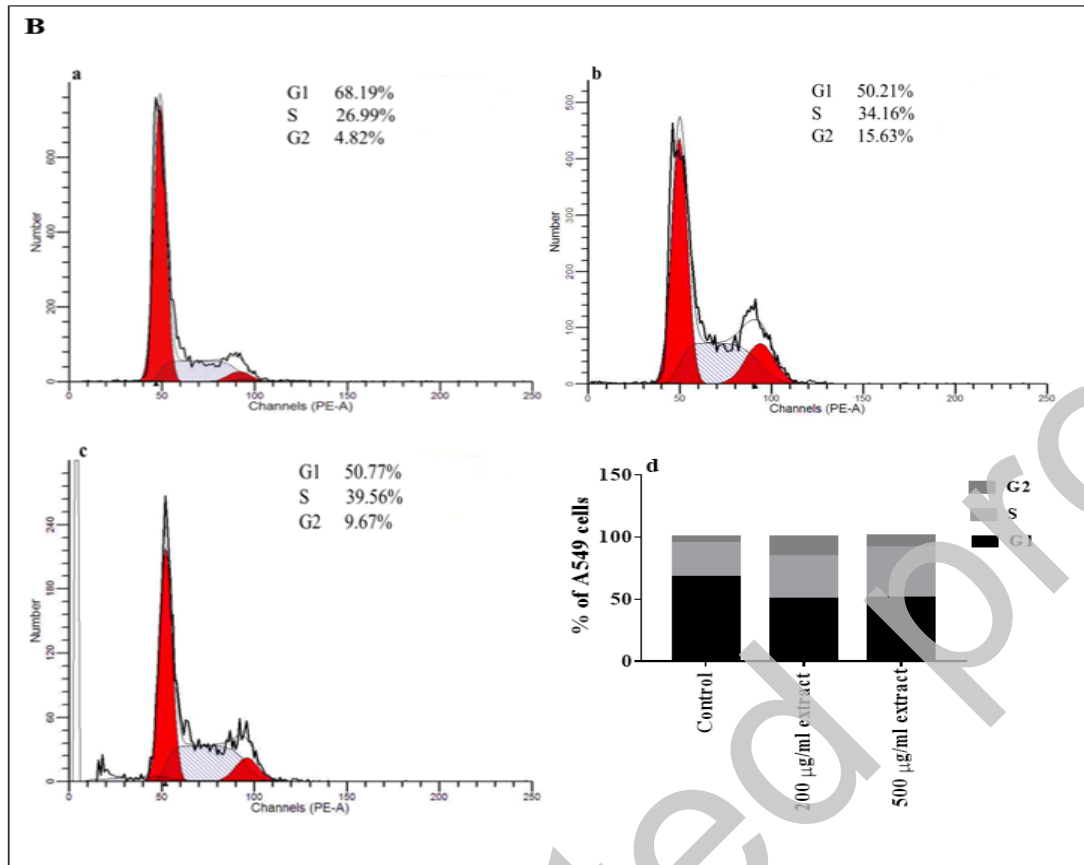 B
a
G1 68.19%
S 26.99%
G2 4.82%
Number
600
400
200
0
0 50 100 150 200 250
Channels (PE-A)
b
G1 50.21%
S 34.16%
G2 15.63%
Number
500
400
300
200
100
0
0 50 100 150 200 250
Channels (PE-A)
c
G1 50.77%
S 39.56%
G2 9.67%
Number
240
180
120
60
0
0 50 100 150 200 250
Channels (PE-A)
d
% of A549 cells
150
100
50
0
G2
S
G1
Control
200 µg/ml extract
500 µg/ml extract